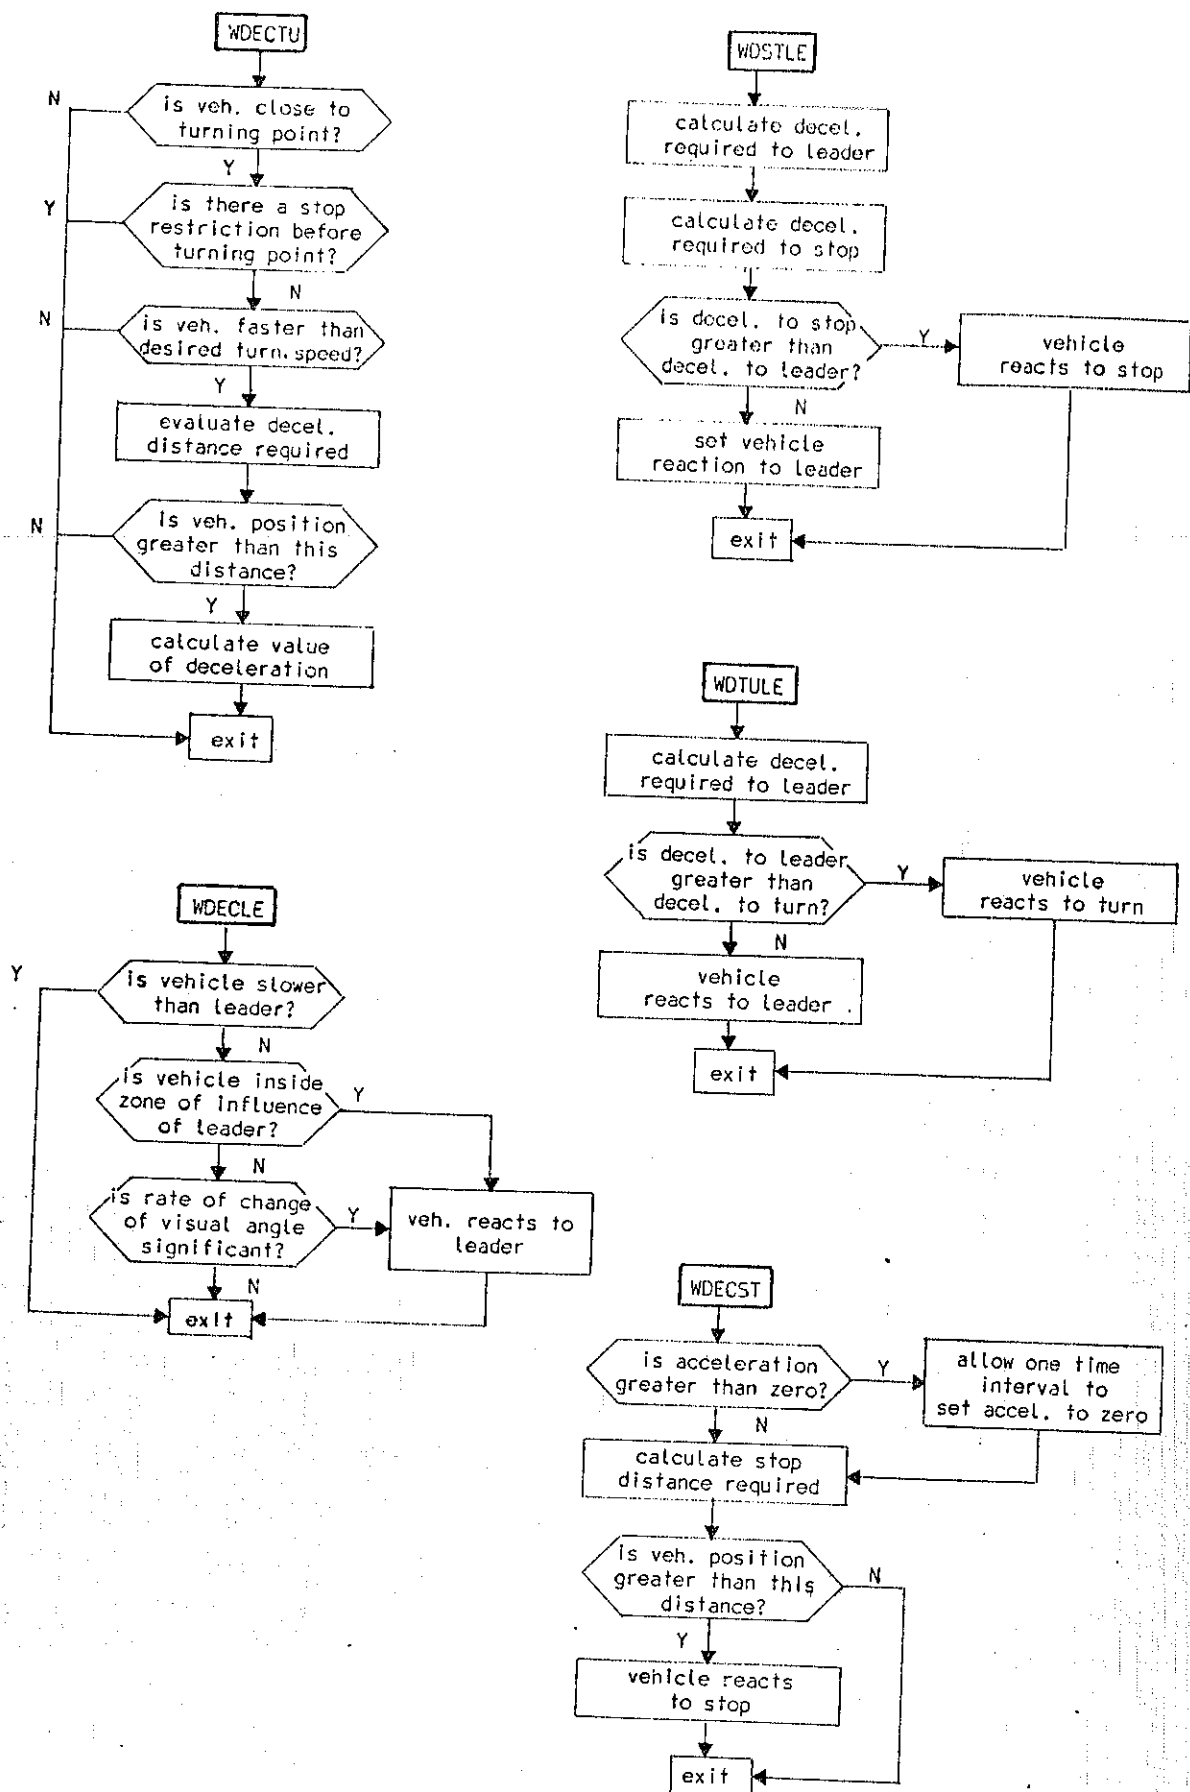 WDECTU
N
is veh. close to
turning point?
Y
Y
is there a stop
restriction before
turning point?
N
N
is veh. faster than
desired turn. speed?
Y
evaluate decel.
distance required
N
is veh. position
greater than this
distance?
Y
calculate value
of deceleration
exit
WDSTLE
calculate decel.
required to leader
calculate decel.
required to stop
is decel. to stop
greater than
decel. to leader?
Y
vehicle
reacts to stop
N
set vehicle
reaction to leader
exit
WDTULE
calculate decel.
required to leader
is decel. to leader
greater than
decel. to turn?
Y
vehicle
reacts to turn
N
vehicle
reacts to leader
exit
WDECLE
Y
is vehicle slower
than leader?
N
is vehicle inside
zone of influence
of leader?
Y
N
is rate of change
of visual angle
significant?
Y
veh. reacts to
leader
N
exit
WDECST
is acceleration
greater than zero?
Y
allow one time
interval to
set accel. to zero
N
calculate stop
distance required
is veh. position
greater than this
distance?
N
Y
vehicle reacts
to stop
exit